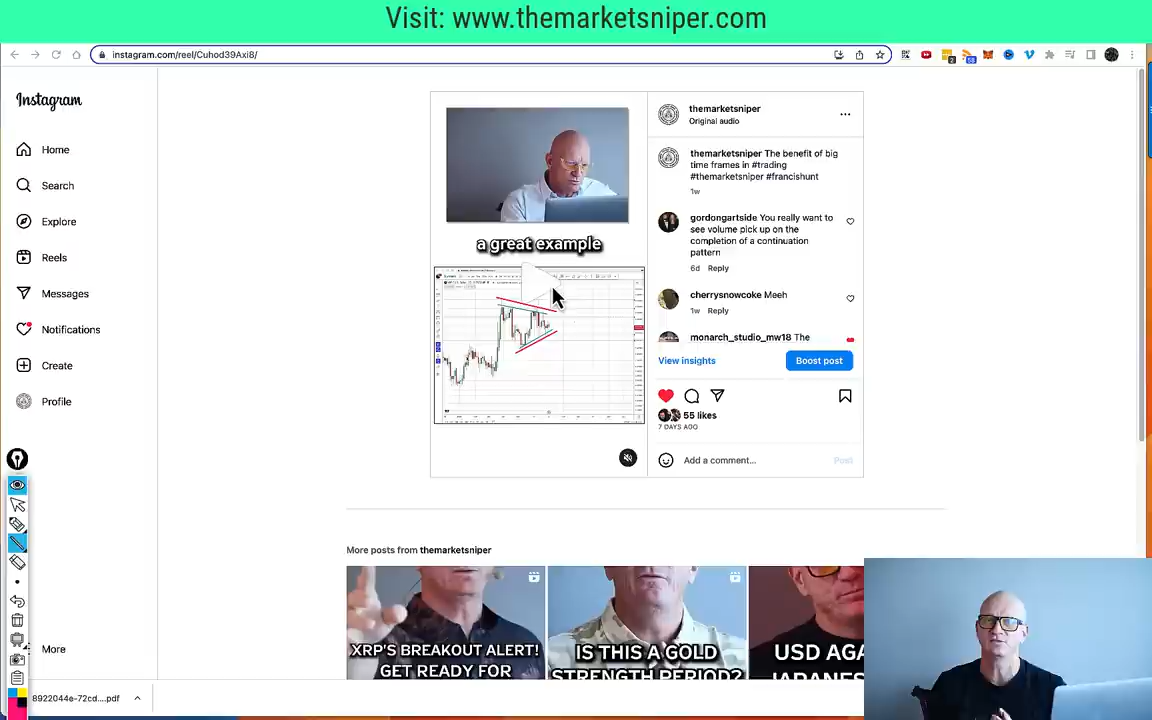 Visit: www.themarketsniper.com
instagram.com/reel/Cuhod39Axi8/
Instagram
Home
Search
Explore
Reels
Messages
Notifications
Create
Profile
More
themarketsniper
Original audio
themarketsniper The benefit of big
time frames in #trading
#themarketsniper #francishunt
1w
gordongartside You really want to
see volume pick up on the
completion of a continuation
pattern
6d Reply
cherrysnowcoke Meeh
1w Reply
monarch_studio_mw18 The
View insights
Boost post
55 likes
7 DAYS AGO
Add a comment...
Post
a great example
More posts from themarketsniper
XRP'S BREAKOUT ALERT!
GET READY FOR
IS THIS A GOLD
STRENGTH PERIOD?
USD AGA
JAPANES
8922044e-72cd....pdf